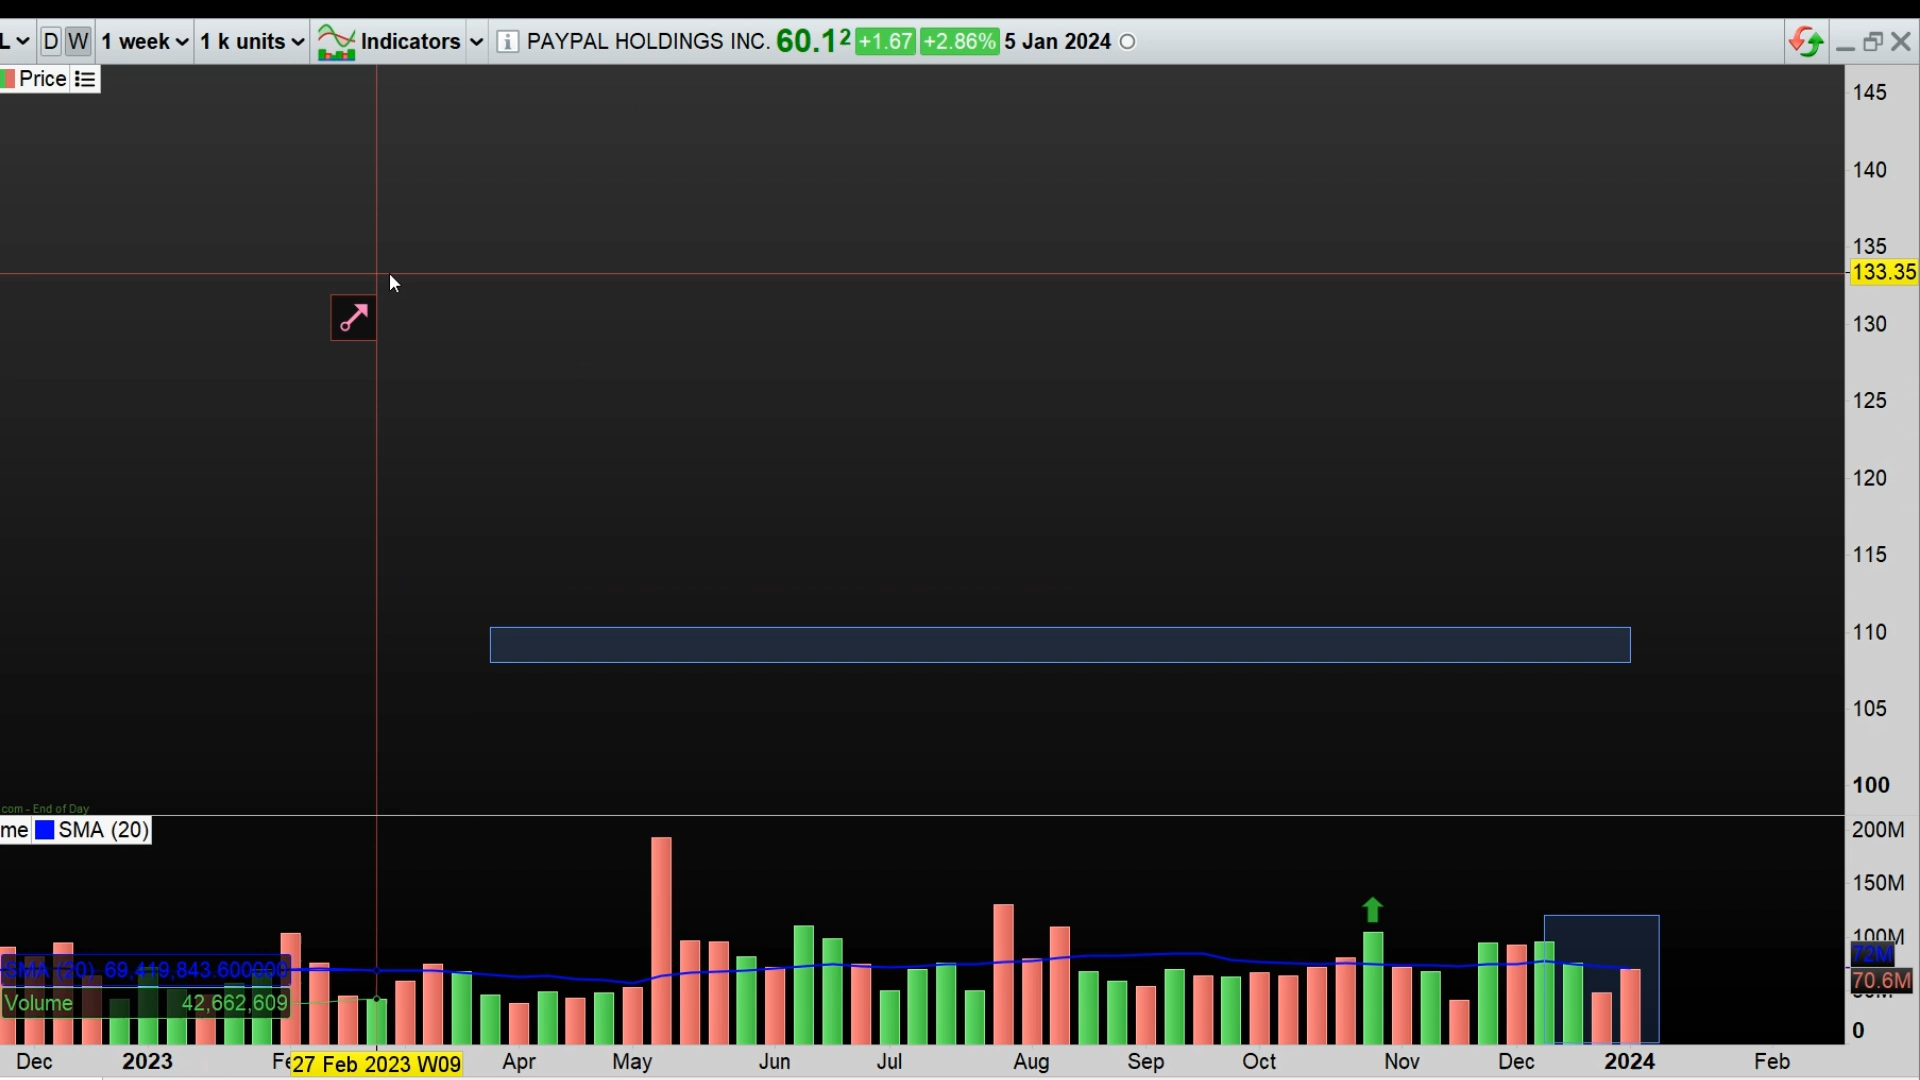 L D W 1 week 1 k units Indicators PAYPAL HOLDINGS INC. 60.12 +1.67 +2.86% 5 Jan 2024
Price
145
140
135
133.35
130
125
120
115
110
105
100
com - End of Day
me SMA (20)
200M
150M
100M
SMA (20) 69,419,843.600000
72M
70.6M
Volume 42,662,609
0
Dec 2023 27 Feb 2023 W09 Apr May Jun Jul Aug Sep Oct Nov Dec 2024 Feb